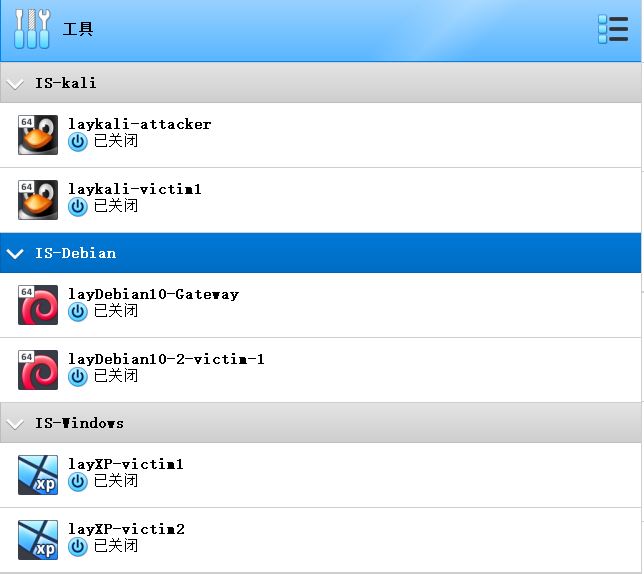 工具
IS-kali
64
laykali-attacker
已关闭
64
laykali-victim1
已关闭
IS-Debian
64
layDebian10-Gateway
已关闭
64
layDebian10-2-victim-1
已关闭
IS-Windows
xp
layXP-victim1
已关闭
xp
layXP-victim2
已关闭